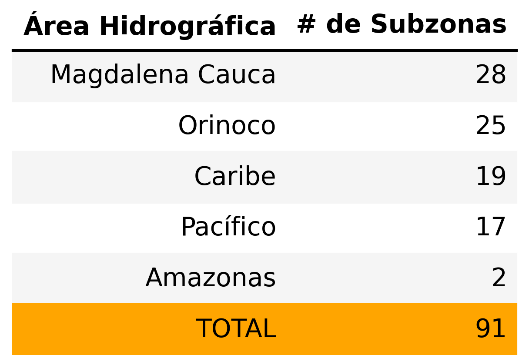 Área Hidrográfica # de Subzonas
Magdalena Cauca 28
Orinoco 25
Caribe 19
Pacífico 17
Amazonas 2
TOTAL 91